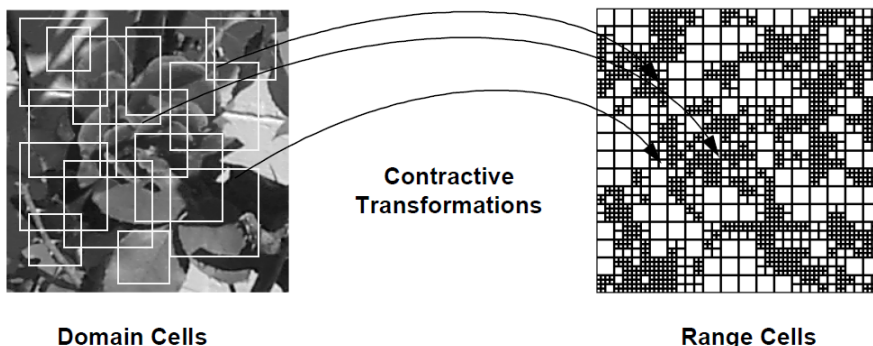 Contractive
Transformations
Domain Cells
Range Cells